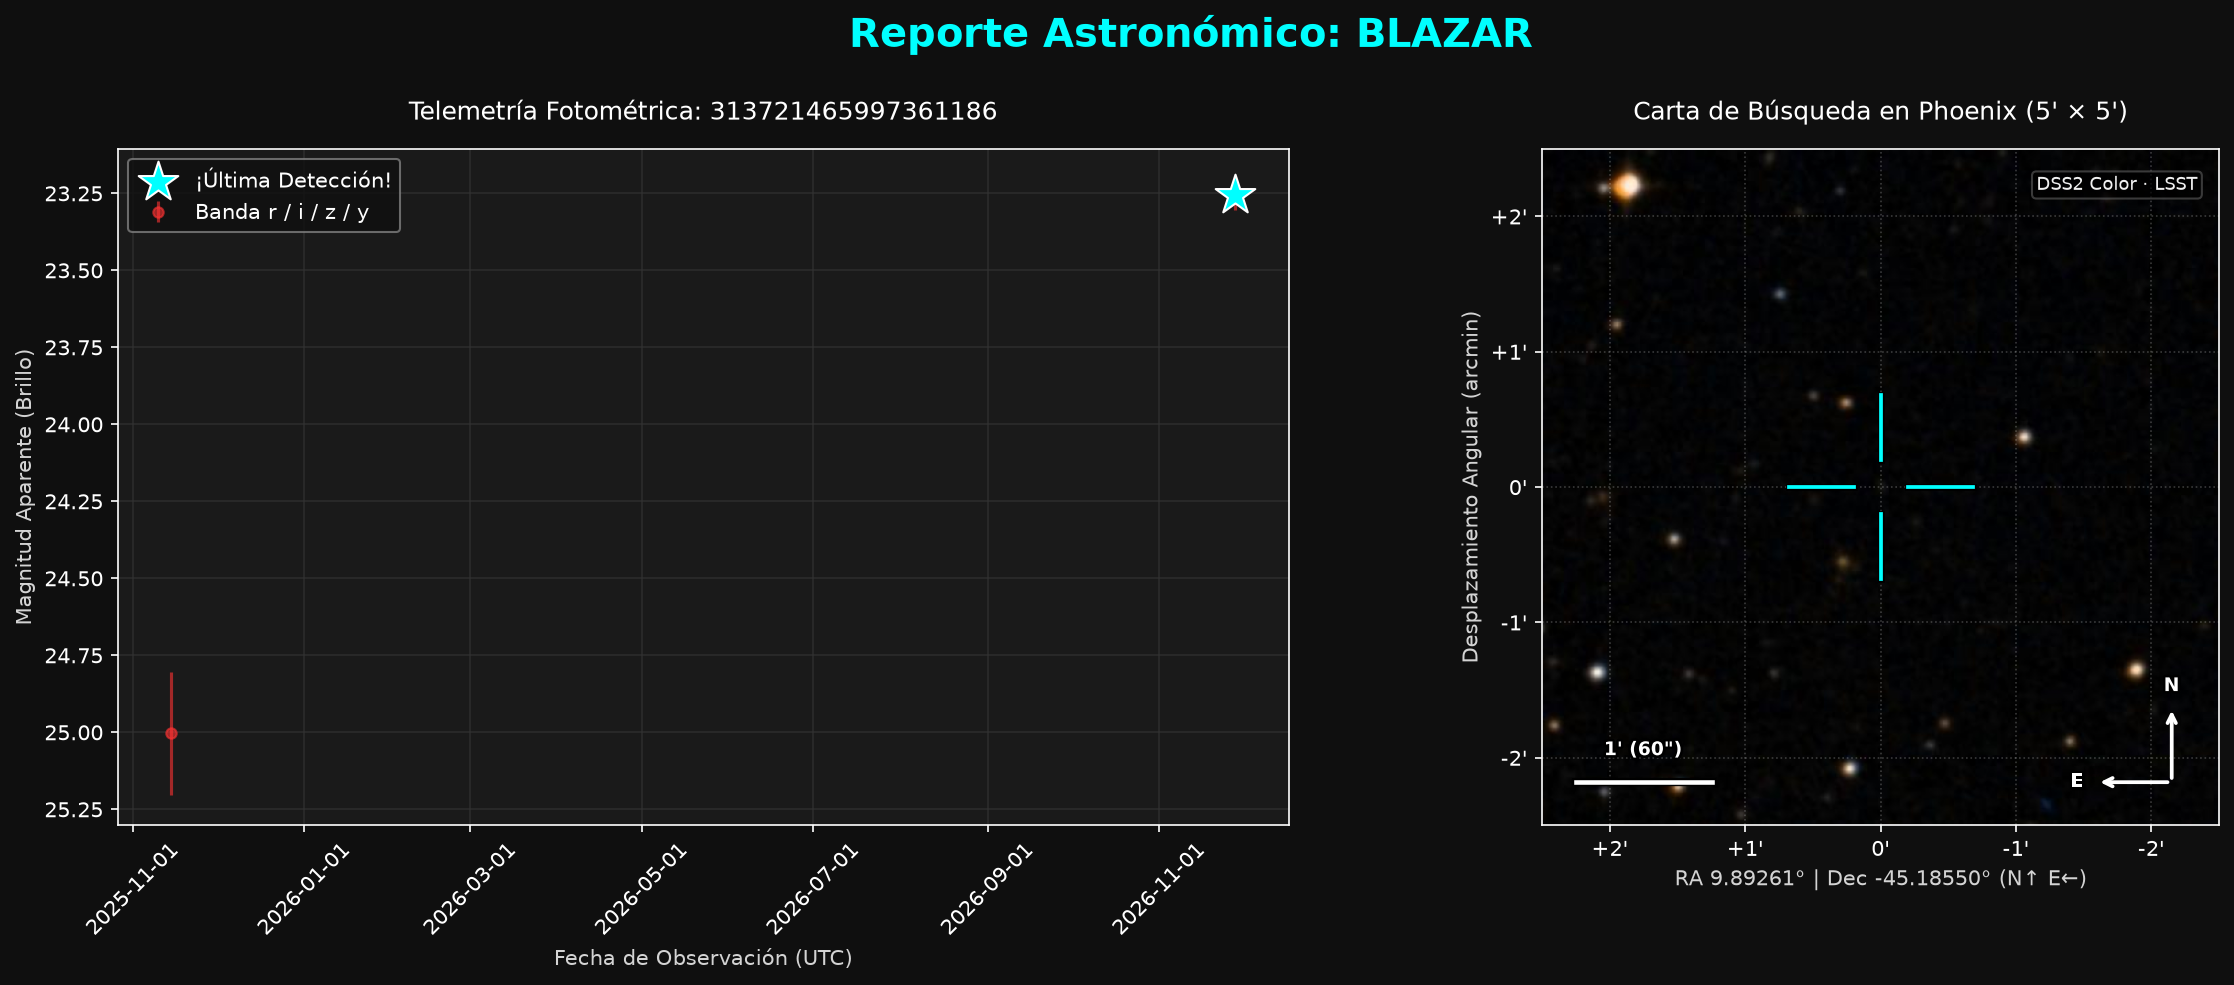 Reporte Astronómico: BLAZAR
Telemetría Fotométrica: 313721465997361186
¡Última Detección!
Banda r / i / z / y
Magnitud Aparente (Brillo)
23.25
23.50
23.75
24.00
24.25
24.50
24.75
25.00
25.25
2025-11-01
2026-01-01
2026-03-01
2026-05-01
2026-07-01
2026-09-01
2026-11-01
Fecha de Observación (UTC)
Carta de Búsqueda en Phoenix (5' × 5')
DSS2 Color · LSST
Desplazamiento Angular (arcmin)
+2'
+1'
0'
-1'
-2'
N
E
1' (60")
+2'
+1'
0'
-1'
-2'
RA 9.89261° | Dec -45.18550° (N↑ E←)